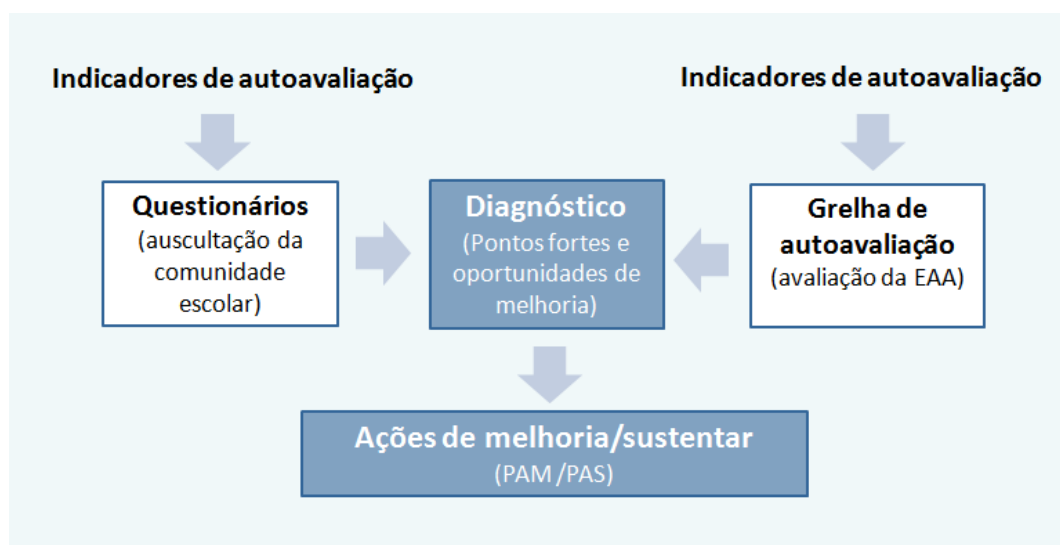 Indicadores de autoavaliação
Indicadores de autoavaliação
Questionários
(auscultação da
comunidade
escolar)
Diagnóstico
(Pontos fortes e
oportunidades de
melhoria)
Grelha de
autoavaliação
(avaliação da EAA)
Ações de melhoria/sustentar
(PAM /PAS)